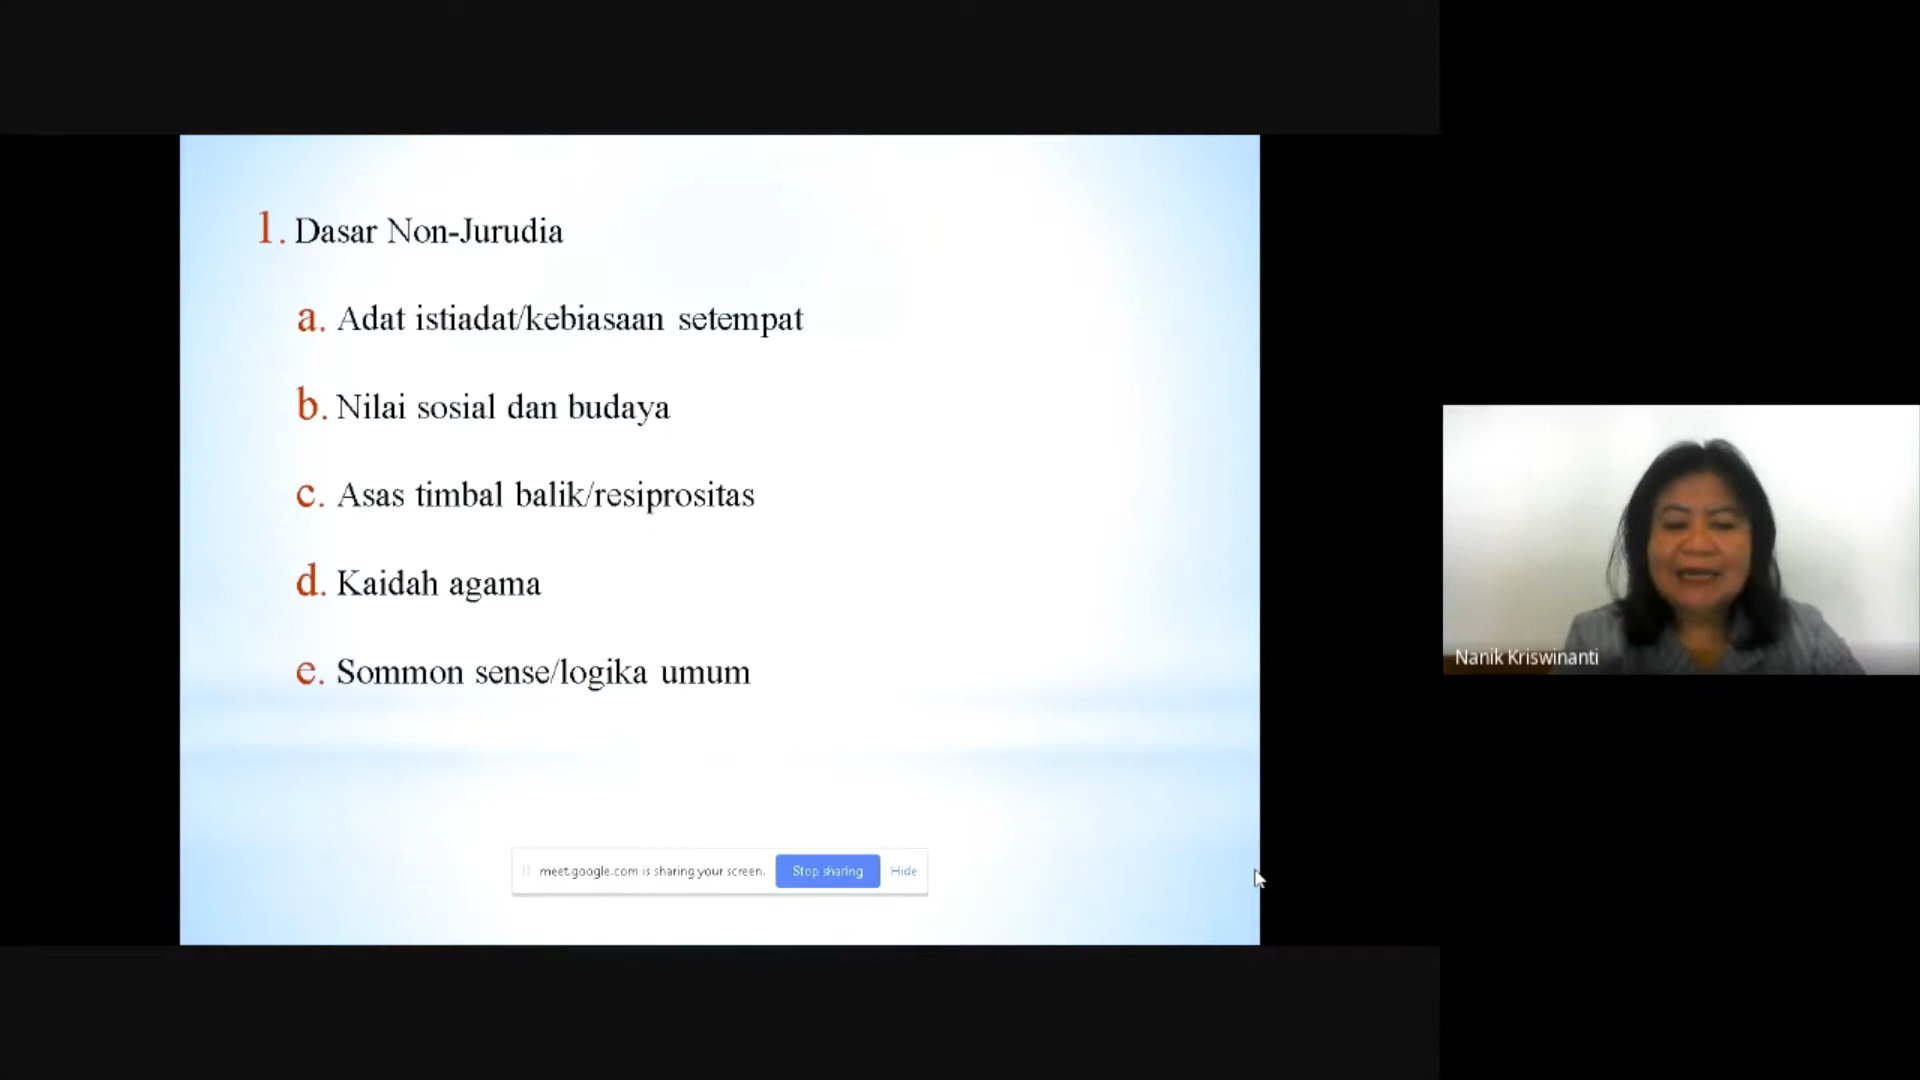 1. Dasar Non-Jurudia
a. Adat istiadat/kebiasaan setempat
b. Nilai sosial dan budaya
c. Asas timbal balik/resiprositas
d. Kaidah agama
e. Sommon sense/logika umum
meet.google.com is sharing your screen. Stop sharing Hide
Nanik Kriswinanti